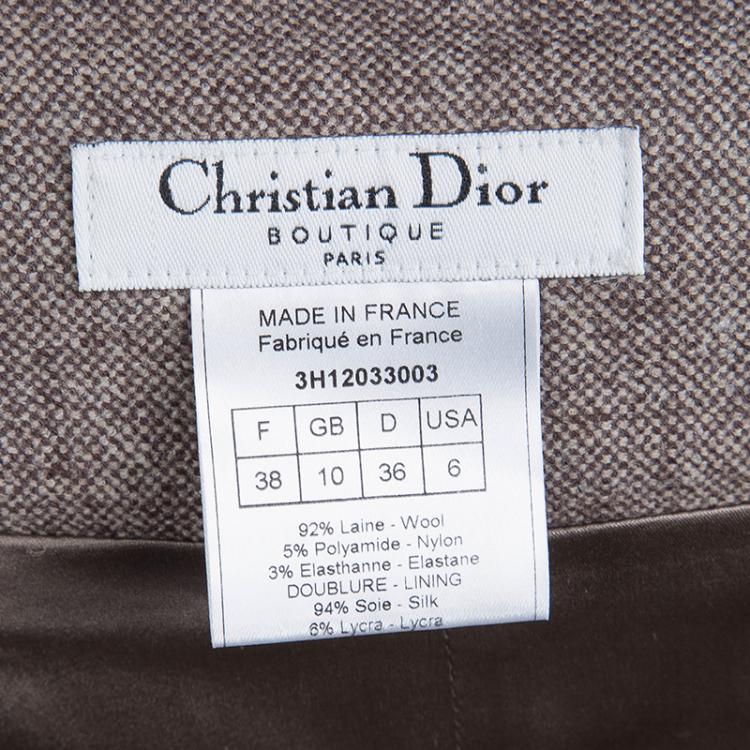 Christian Dior
BOUTIQUE
PARIS
MADE IN FRANCE
Fabriqué en France
3H12033003
F GB D USA
38 10 36 6
92% Laine - Wool
5% Polyamide - Nylon
3% Elasthanne - Elastane
DOUBLURE - LINING
94% Soie - Silk
6% Lycra - Lycra